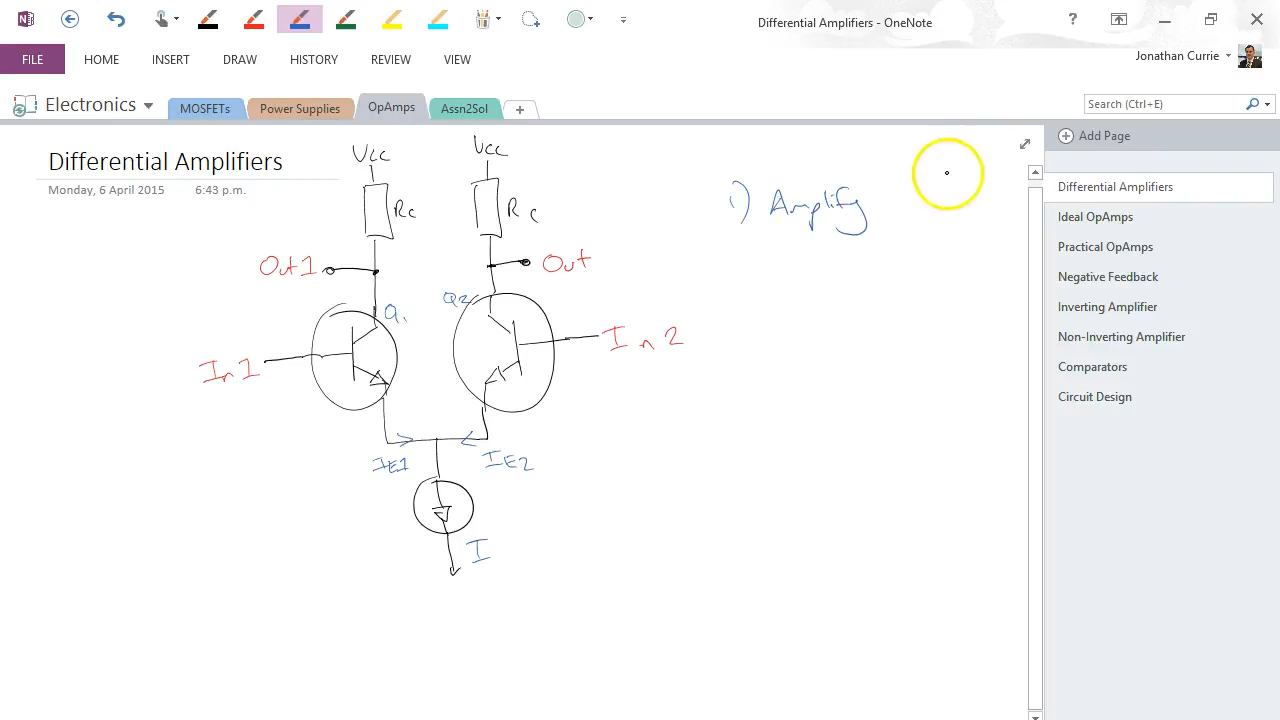 Differential Amplifiers - OneNote
?
FILE
HOME
INSERT
DRAW
HISTORY
REVIEW
VIEW
Jonathan Currie
Electronics
MOSFETs
Power Supplies
OpAmps
Assn2Sol
Search (Ctrl+E)
Differential Amplifiers
Monday, 6 April 2015 6:43 p.m.
Add Page
Differential Amplifiers
Ideal OpAmps
Practical OpAmps
Negative Feedback
Inverting Amplifier
Non-Inverting Amplifier
Comparators
Circuit Design
Vcc
Vcc
Rc
Rc
1) Amplify
Out1
Out
Q1
Q2
In1
In 2
IE1
IE2
I